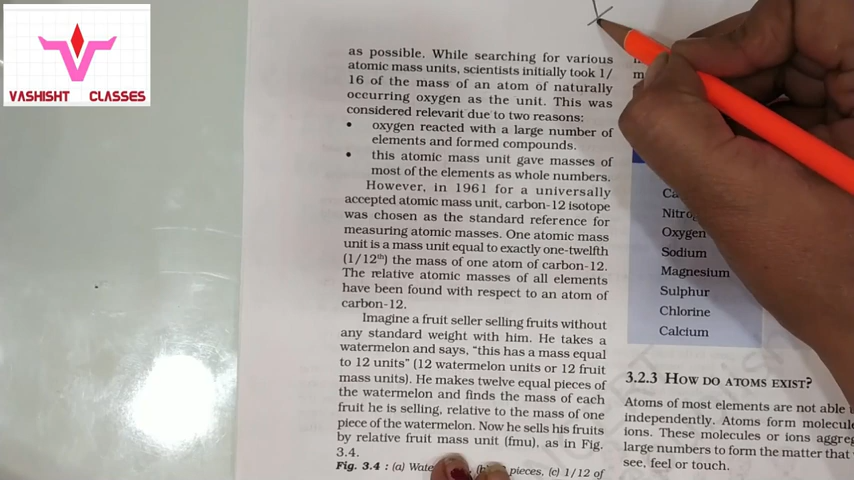 VASHISHT CLASSES
as possible. While searching for various
atomic mass units, scientists initially took 1/
16 of the mass of an atom of naturally
occurring oxygen as the unit. This was
considered relevant due to two reasons:
• oxygen reacted with a large number of
elements and formed compounds.
• this atomic mass unit gave masses of
most of the elements as whole numbers.
However, in 1961 for a universally
accepted atomic mass unit, carbon-12 isotope
was chosen as the standard reference for
measuring atomic masses. One atomic mass
unit is a mass unit equal to exactly one-twelfth
(1/12th) the mass of one atom of carbon-12.
The relative atomic masses of all elements
have been found with respect to an atom of
carbon-12.
Imagine a fruit seller selling fruits without
any standard weight with him. He takes a
watermelon and says, "this has a mass equal
to 12 units" (12 watermelon units or 12 fruit
mass units). He makes twelve equal pieces of
the watermelon and finds the mass of each
fruit he is selling, relative to the mass of one
piece of the watermelon. Now he sells his fruits
by relative fruit mass unit (fmu), as in Fig.
3.4.
Fig. 3.4 : (a) pieces, (c) 1/12 of
Oxygen
Sodium
Magnesium
Sulphur
Chlorine
Calcium
3.2.3 HOW DO ATOMS EXIST?
Atoms of most elements are not able
independently. Atoms form
ions. These molecules or ions
large numbers to form the matter that
see, feel or touch.